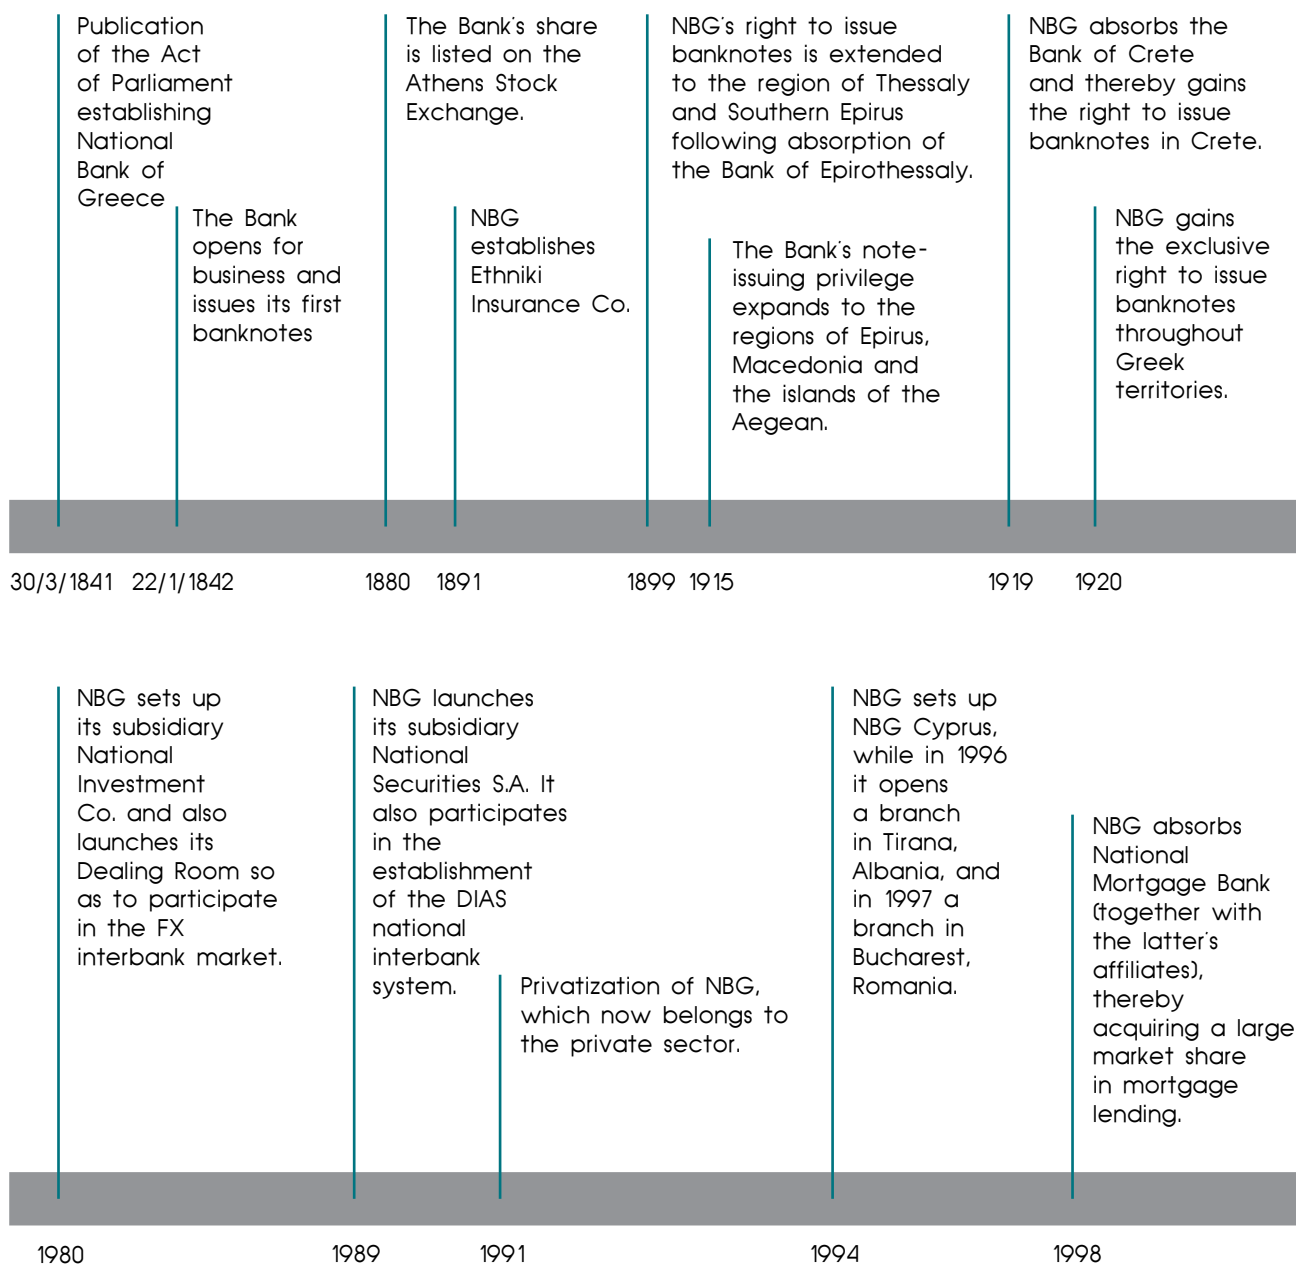 Publication
of the Act
of Parliament
establishing
National
Bank of
Greece
The Bank
opens for
business and
issues its first
banknotes
The Bank's share
is listed on the
Athens Stock
Exchange.
NBG
establishes
Ethniki
Insurance Co.
NBG's right to issue
banknotes is extended
to the region of Thessaly
and Southern Epirus
following absorption of
the Bank of Epirothessaly.
The Bank's note-
issuing privilege
expands to the
regions of Epirus,
Macedonia and
the islands of the
Aegean.
NBG absorbs the
Bank of Crete
and thereby gains
the right to issue
banknotes in Crete.
NBG gains
the exclusive
right to issue
banknotes
throughout
Greek
territories.
30/3/1841 22/1/1842 1880 1891 1899 1915 1919 1920
NBG sets up
its subsidiary
National
Investment
Co. and also
launches its
Dealing Room so
as to participate
in the FX
interbank market.
NBG launches
its subsidiary
National
Securities S.A. It
also participates
in the
establishment
of the DIAS
national
interbank
system.
Privatization of NBG,
which now belongs to
the private sector.
NBG sets up
NBG Cyprus,
while in 1996
it opens
a branch
in Tirana,
Albania, and
in 1997 a
branch in
Bucharest,
Romania.
NBG absorbs
National
Mortgage Bank
(together with
the latter's
affiliates),
thereby
acquiring a large
market share
in mortgage
lending.
1980 1989 1991 1994 1998